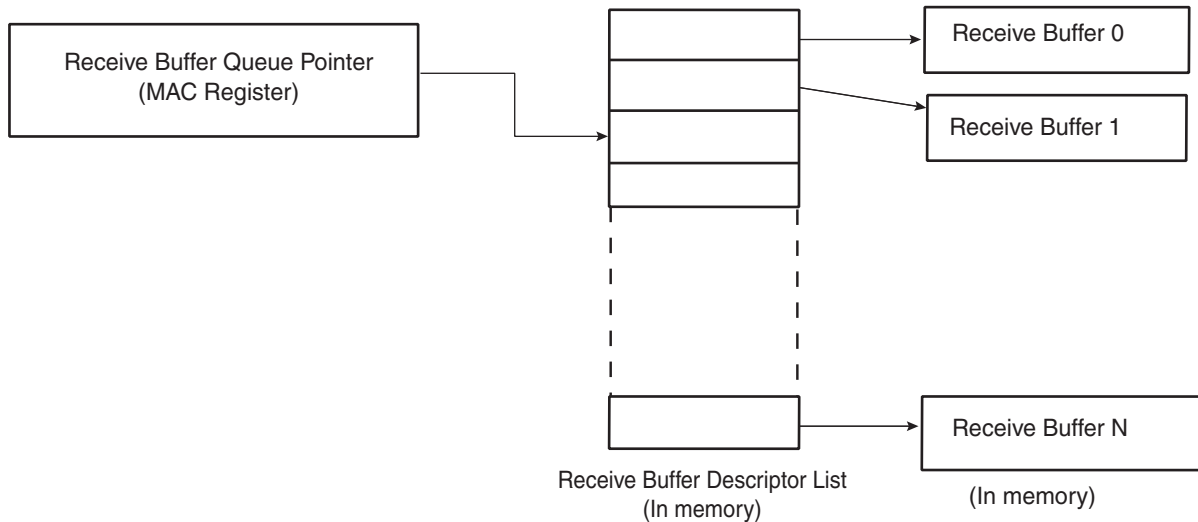 Receive Buffer Queue Pointer
(MAC Register)
Receive Buffer 0
Receive Buffer 1
Receive Buffer N
Receive Buffer Descriptor List
(In memory)
(In memory)